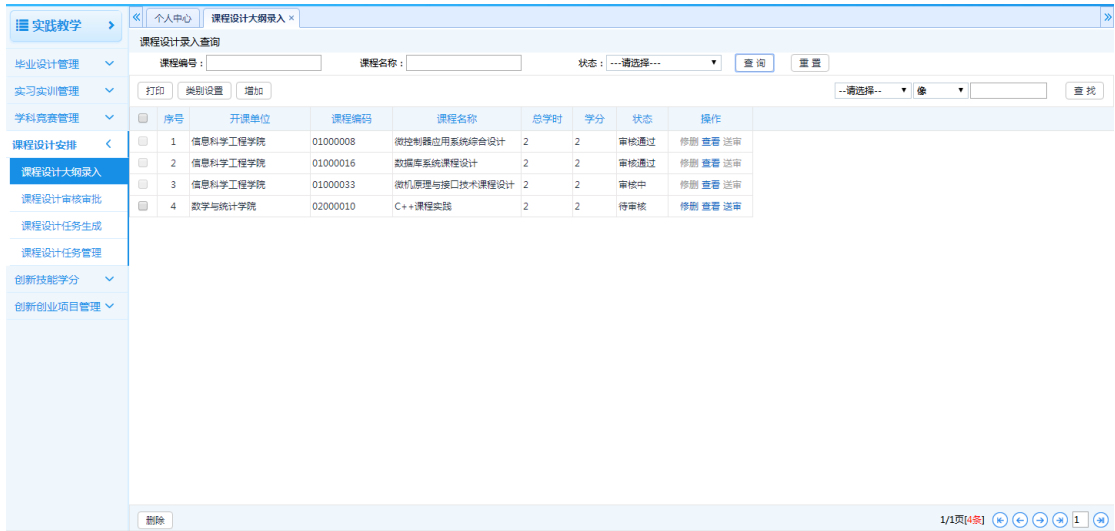 实践教学
个人中心 课程设计大纲录入 ×
课程设计录入查询
课程编号： 课程名称： 状态： ---请选择--- 查询 重置
打印 类别设置 增加 --请选择-- 像 查找
序号 开课单位 课程编码 课程名称 总学时 学分 状态 操作
1 信息科学工程学院 01000008 微控制器应用系统综合设计 2 2 审核通过 修删 查看 送审
2 信息科学工程学院 01000016 数据库系统课程设计 2 2 审核通过 修删 查看 送审
3 信息科学工程学院 01000033 微机原理与接口技术课程设计 2 2 审核中 修删 查看 送审
4 数学与统计学院 02000010 C++课程实践 2 2 待审核 修删 查看 送审
毕业设计管理
实习实训管理
学科竞赛管理
课程设计安排
课程设计大纲录入
课程设计审核审批
课程设计任务生成
课程设计任务管理
创新技能学分
创新创业项目管理
删除 1/1页[4条] 1